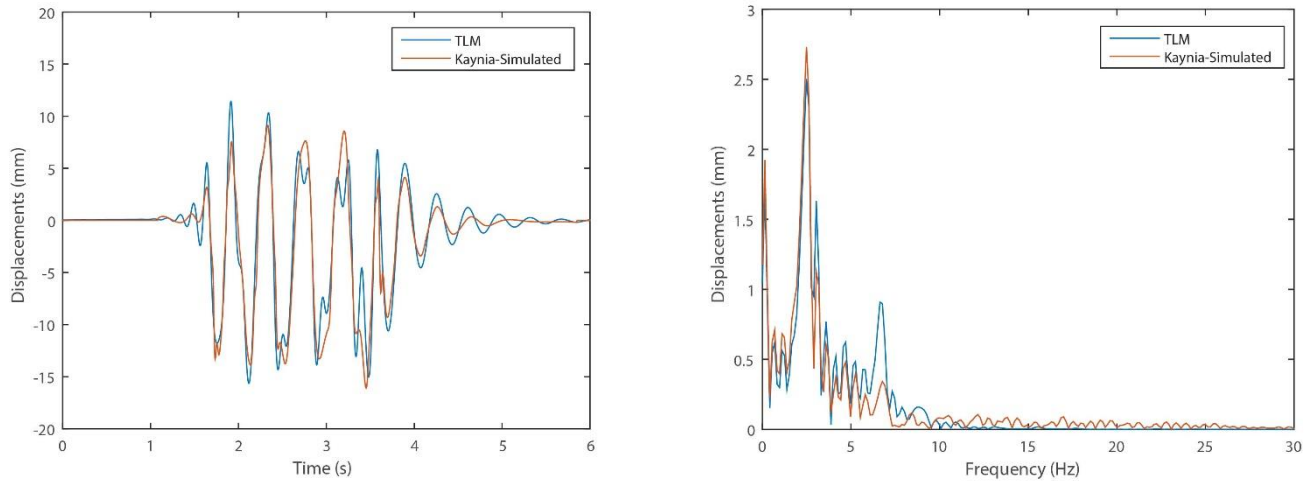 20
15
10
5
0
-5
-10
-15
-20
Displacements (mm)
0 1 2 3 4 5 6
Time (s)
TLM
Kaynia-Simulated
3
2.5
2
1.5
1
0.5
0
Displacements (mm)
0 5 10 15 20 25 30
Frequency (Hz)
TLM
Kaynia-Simulated